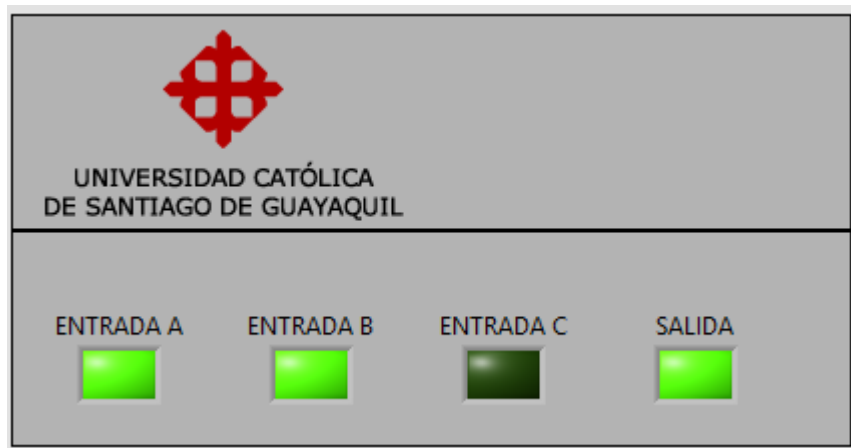 UNIVERSIDAD CATÓLICA
DE SANTIAGO DE GUAYAQUIL
ENTRADA A ENTRADA B ENTRADA C SALIDA